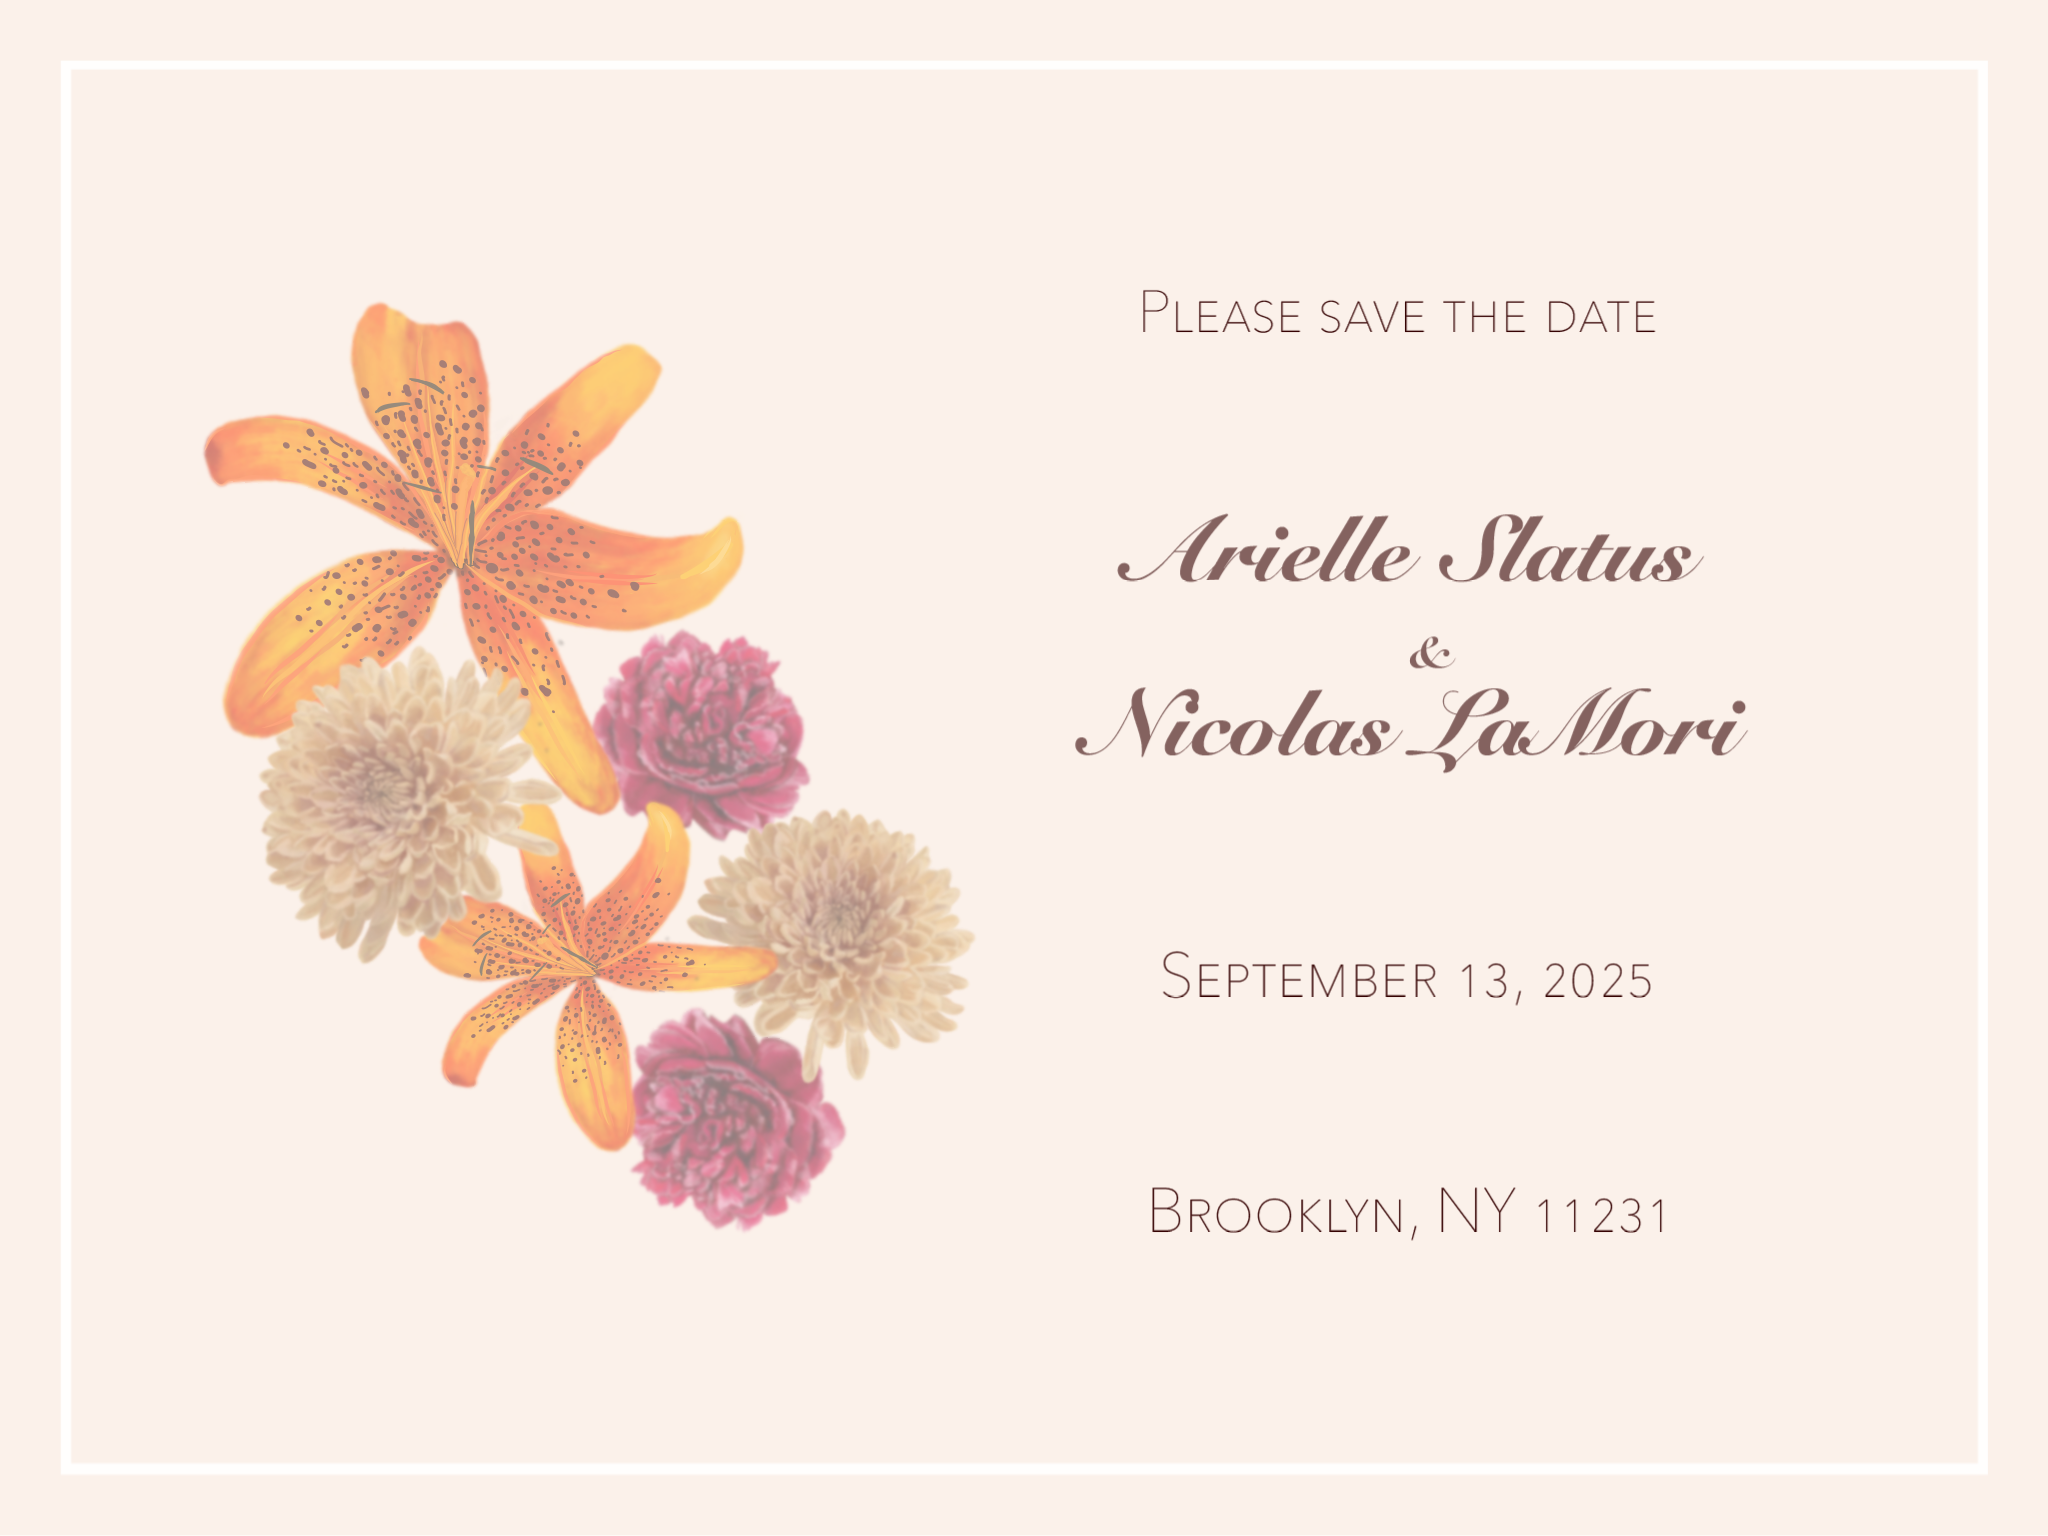 Please save the date
Arielle Slatus
&
Nicolas LaMori
September 13, 2025
Brooklyn, NY 11231